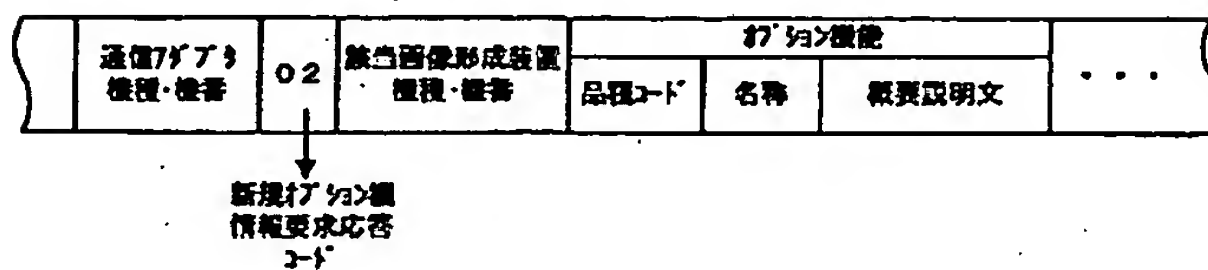 通信ｱﾀﾞﾌﾟﾀ
機種・機番
02
該当画像形成装置
機種・機番
ｵﾌﾟｼｮﾝ機能
品種ｺｰﾄﾞ
名称
概要説明文
・・・
新規ｵﾌﾟｼｮﾝ機
情報要求応答
ｺｰﾄﾞ